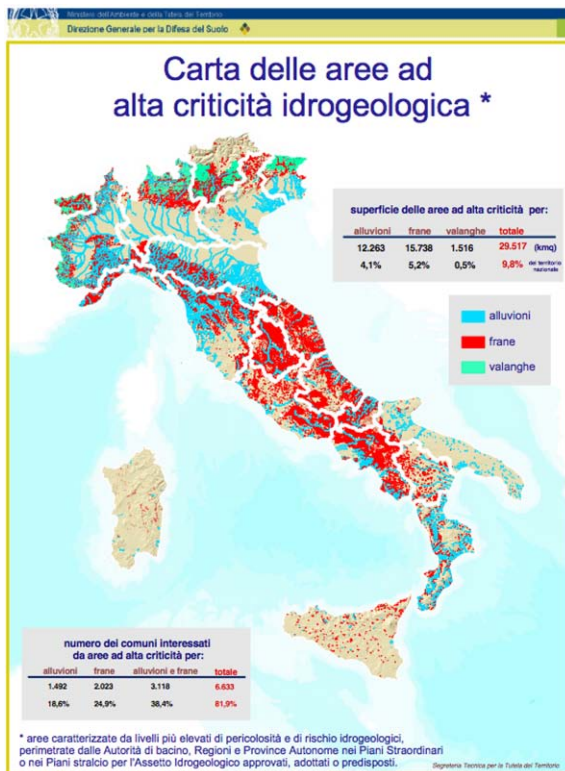 Ministero dell'Ambiente e della Tutela del Territorio
Direzione Generale per la Difesa del Suolo
Carta delle aree ad
alta criticità idrogeologica *
superficie delle aree ad alta criticità per:
alluvioni frane valanghe totale
12.263 15.738 1.516 29.517 (kmq)
4,1% 5,2% 0,5% 9,8% del territorio
nazionale
alluvioni
frane
valanghe
numero dei comuni interessati
da aree ad alta criticità per:
alluvioni frane alluvioni e frane totale
1.492 2.023 3.118 6.633
18,6% 24,9% 38,4% 81,9%
* aree caratterizzate da livelli più elevati di pericolosità e di rischio idrogeologici,
perimetrate dalle Autorità di bacino, Regioni e Province Autonome nei Piani Straordinari
o nei Piani stralcio per l'Assetto Idrogeologico approvati, adottati o predisposti.
Segreteria Tecnica per la Tutela del Territorio